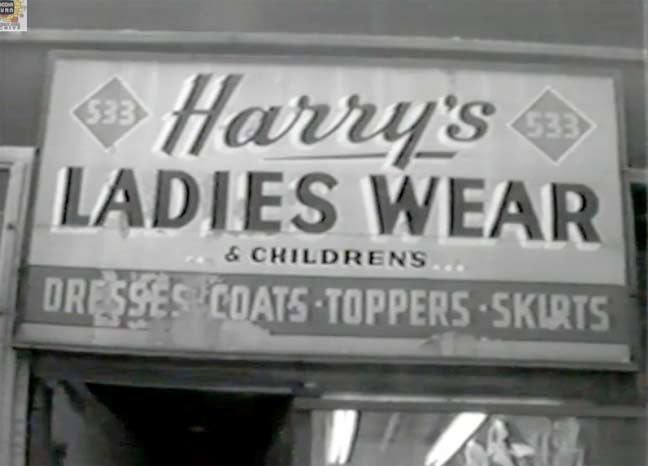 533 Harry's 533
LADIES WEAR
& CHILDRENS
DRESSES · COATS · TOPPERS · SKIRTS